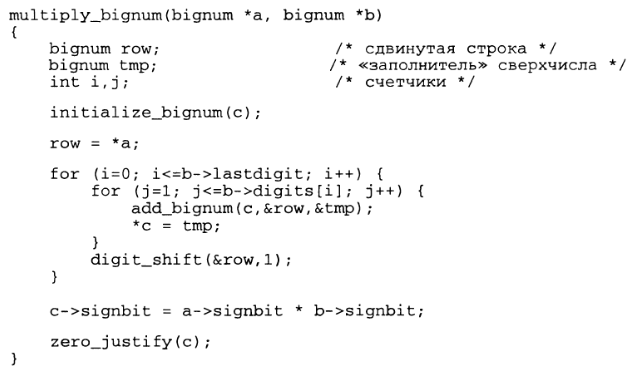 multiply_bignum(bignum *a, bignum *b)
{
    bignum row;                 /* сдвинутая строка */
    bignum tmp;                 /* «заполнитель» сверхчисла */
    int i,j;                    /* счетчики */
    initialize_bignum(c);
    row = *a;
    for (i=0; i<=b->lastdigit; i++) {
        for (j=1; j<=b->digits[i]; j++) {
            add_bignum(c,&row,&tmp);
            *c = tmp;
        }
        digit_shift(&row,1);
    }
    c->signbit = a->signbit * b->signbit;
    zero_justify(c);
}